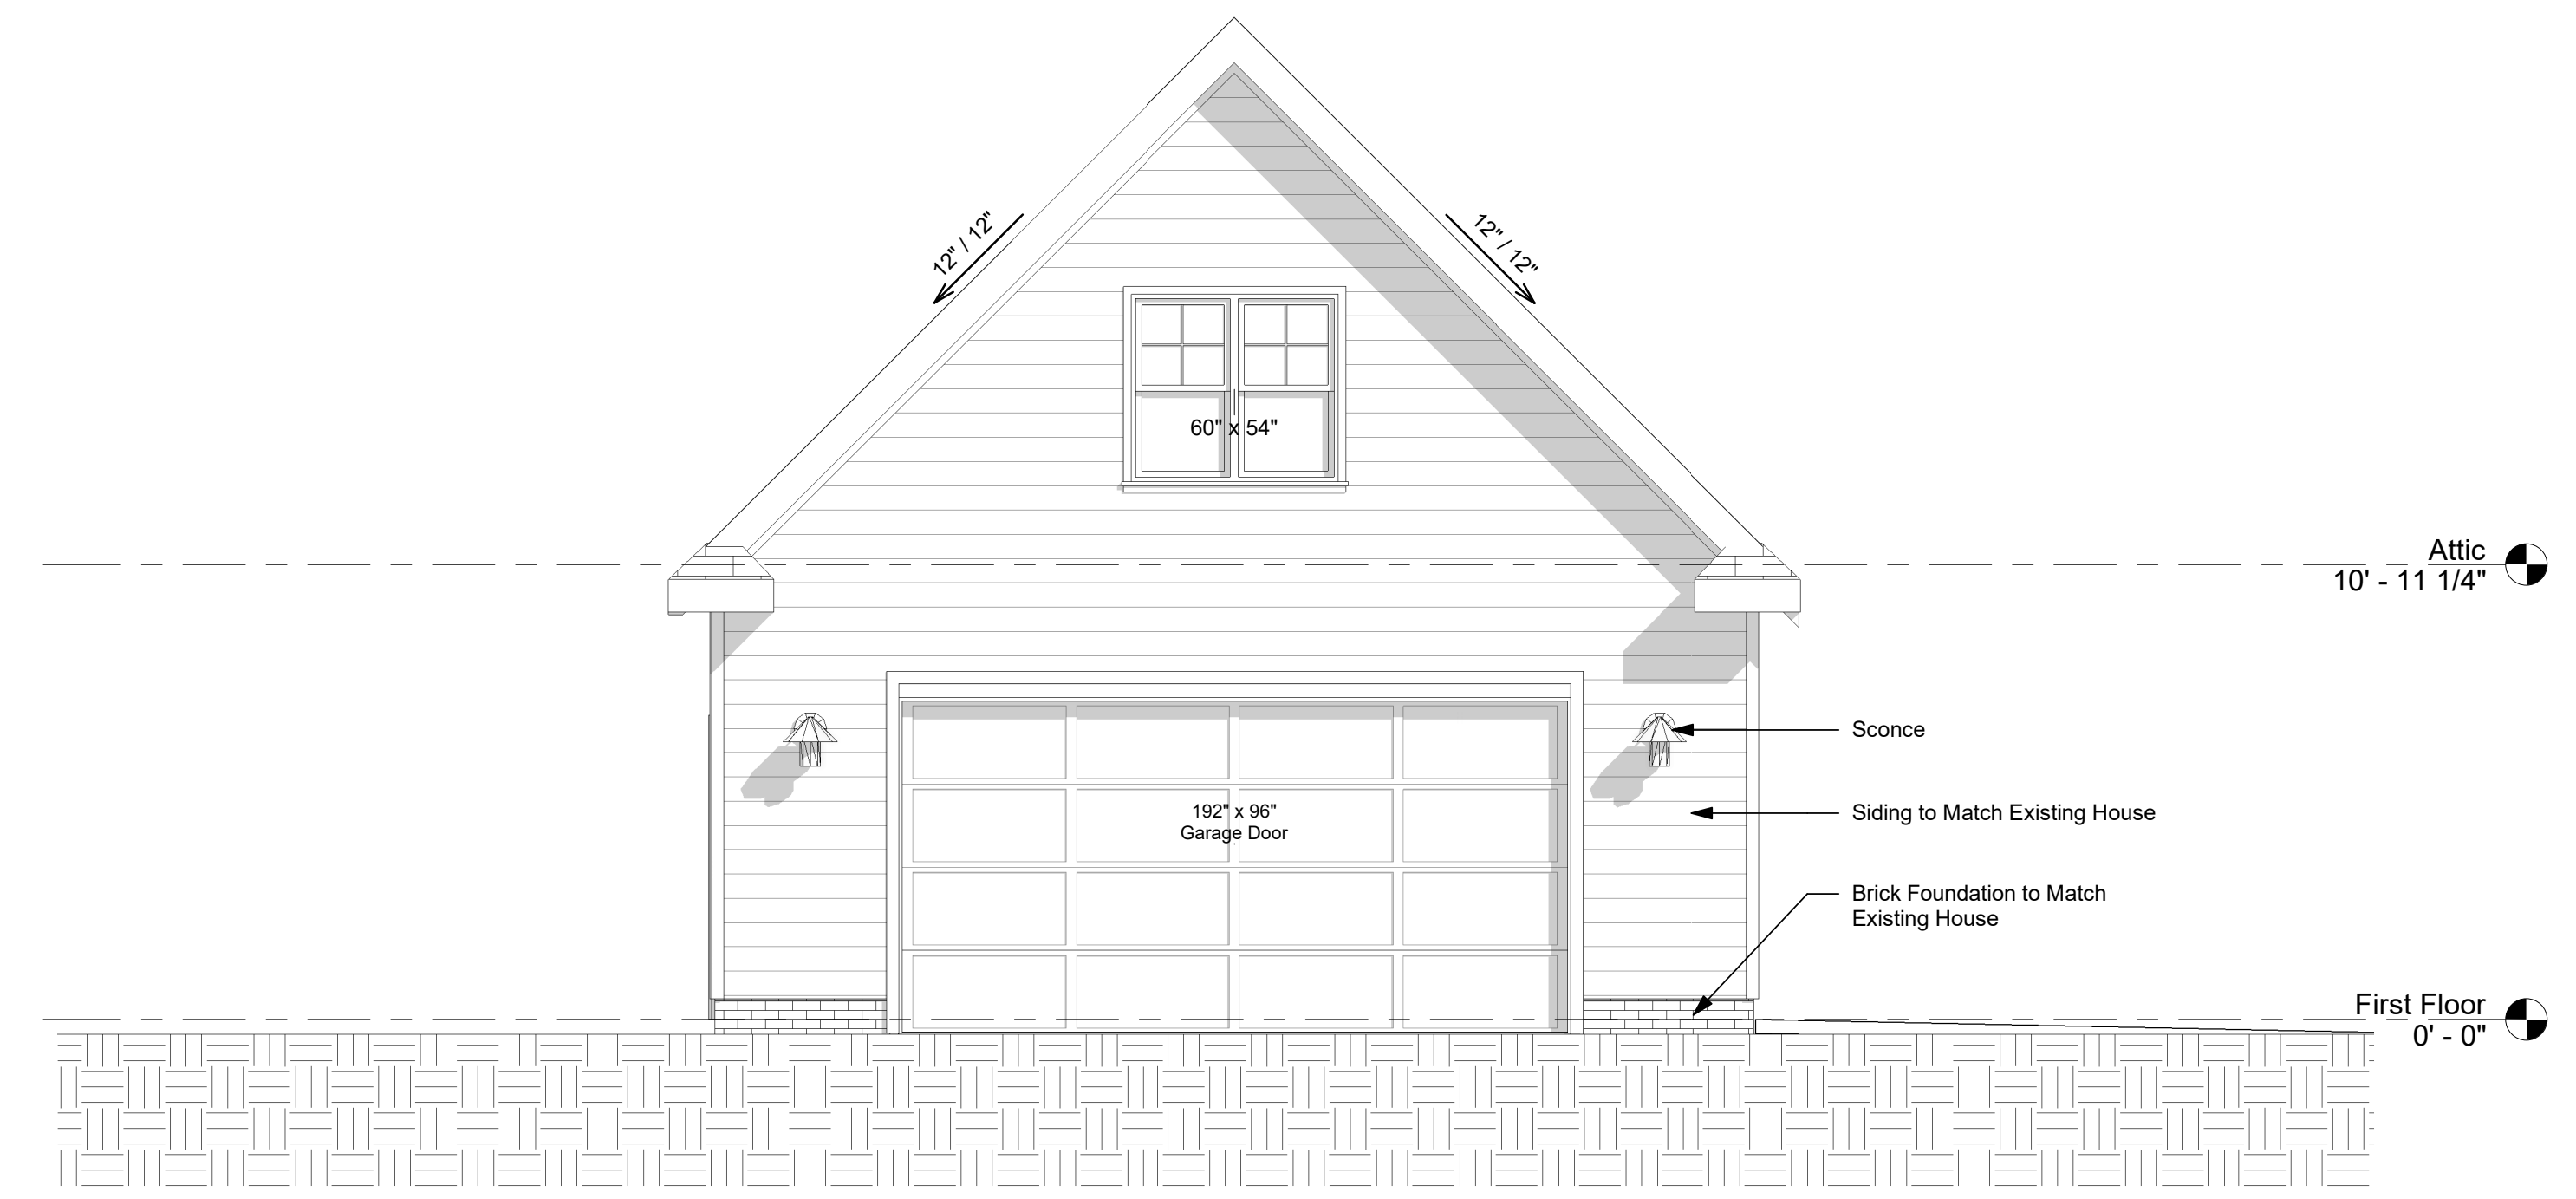 12" / 12"
12" / 12"
60" x 54"
Attic
10' - 11 1/4"
Sconce
192" x 96"
Garage Door
Siding to Match Existing House
Brick Foundation to Match
Existing House
First Floor
0' - 0"